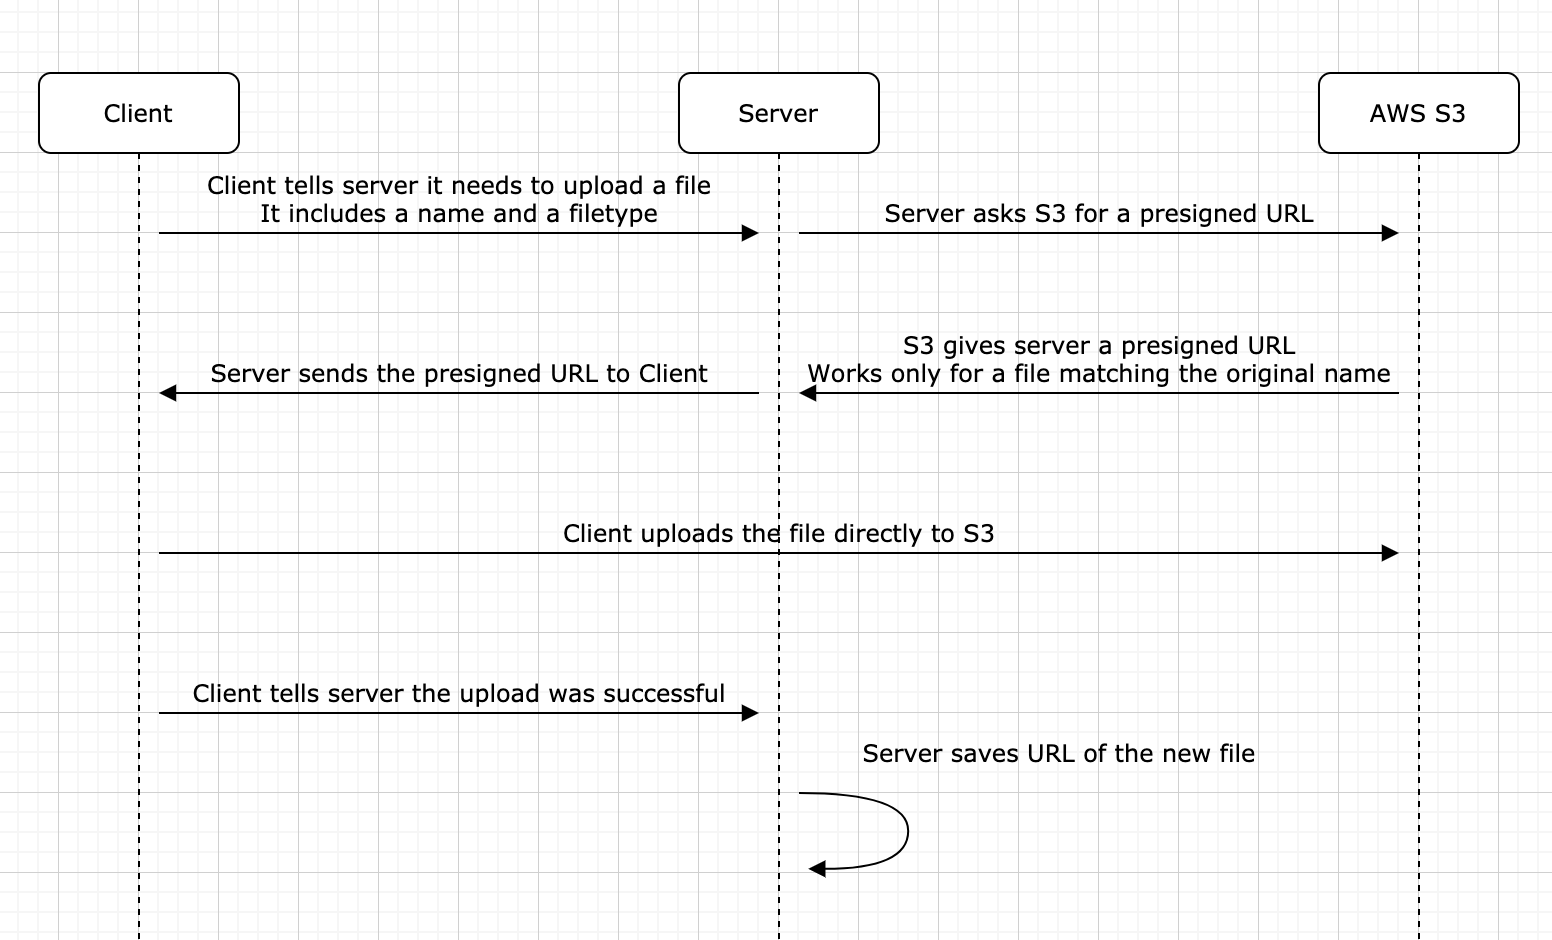 Client
Server
AWS S3
Client tells server it needs to upload a file
It includes a name and a filetype
Server asks S3 for a presigned URL
S3 gives server a presigned URL
Works only for a file matching the original name
Server sends the presigned URL to Client
Client uploads the file directly to S3
Client tells server the upload was successful
Server saves URL of the new file